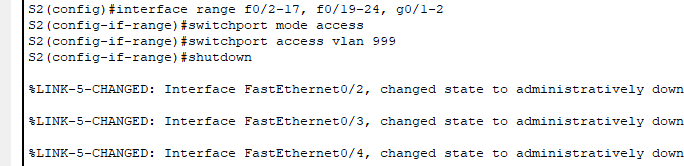 S2(config)#interface range f0/2-17, f0/19-24, g0/1-2
S2(config-if-range)#switchport mode access
S2(config-if-range)#switchport access vlan 999
S2(config-if-range)#shutdown
%LINK-5-CHANGED: Interface FastEthernet0/2, changed state to administratively down
%LINK-5-CHANGED: Interface FastEthernet0/3, changed state to administratively down
%LINK-5-CHANGED: Interface FastEthernet0/4, changed state to administratively down